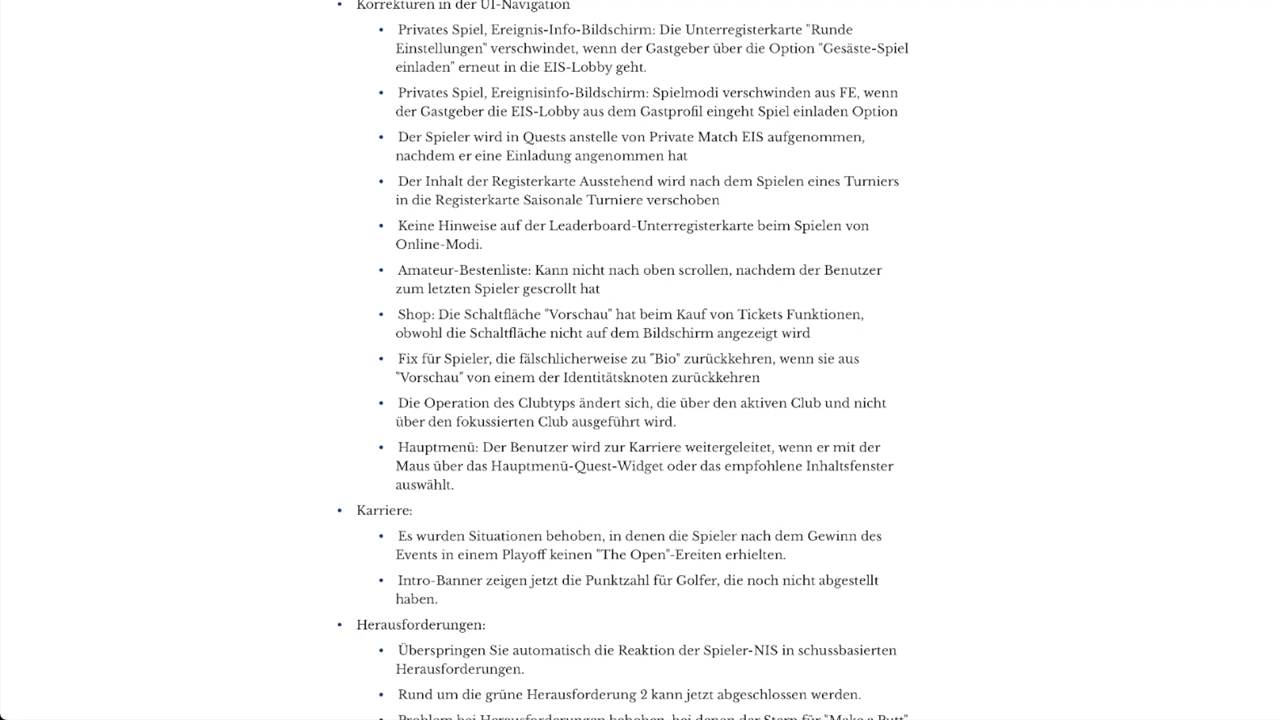 • Korrekturen in der UI-Navigation
• Privates Spiel, Ereignis-Info-Bildschirm: Die Unterregisterkarte "Runde
Einstellungen" verschwindet, wenn der Gastgeber über die Option "Gesäste-Spiel
einladen" erneut in die EIS-Lobby geht.
• Privates Spiel, Ereignisinfo-Bildschirm: Spielmodi verschwinden aus FE, wenn
der Gastgeber die EIS-Lobby aus dem Gastprofil eingeht Spiel einladen Option
• Der Spieler wird in Quests anstelle von Private Match EIS aufgenommen,
nachdem er eine Einladung angenommen hat
• Der Inhalt der Registerkarte Ausstehend wird nach dem Spielen eines Turniers
in die Registerkarte Saisonale Turniere verschoben
• Keine Hinweise auf der Leaderboard-Unterregisterkarte beim Spielen von
Online-Modi.
• Amateur-Bestenliste: Kann nicht nach oben scrollen, nachdem der Benutzer
zum letzten Spieler gescrollt hat
• Shop: Die Schaltfläche "Vorschau" hat beim Kauf von Tickets Funktionen,
obwohl die Schaltfläche nicht auf dem Bildschirm angezeigt wird
• Fix für Spieler, die fälschlicherweise zu "Bio" zurückkehren, wenn sie aus
"Vorschau" von einem der Identitätsknoten zurückkehren
• Die Operation des Clubtyps ändert sich, die über den aktiven Club und nicht
über den fokussierten Club ausgeführt wird.
• Hauptmenü: Der Benutzer wird zur Karriere weitergeleitet, wenn er mit der
Maus über das Hauptmenü-Quest-Widget oder das empfohlene Inhaltsfenster
auswählt.
• Karriere:
• Es wurden Situationen behoben, in denen die Spieler nach dem Gewinn des
Events in einem Playoff keinen "The Open"-Ereiten erhielten.
• Intro-Banner zeigen jetzt die Punktzahl für Golfer, die noch nicht abgestellt
haben.
• Herausforderungen:
• Überspringen Sie automatisch die Reaktion der Spieler-NIS in schussbasierten
Herausforderungen.
• Rund um die grüne Herausforderung 2 kann jetzt abgeschlossen werden.
• Problem bei Herausforderungen behoben, bei denen der Stern für "Make a Putt"